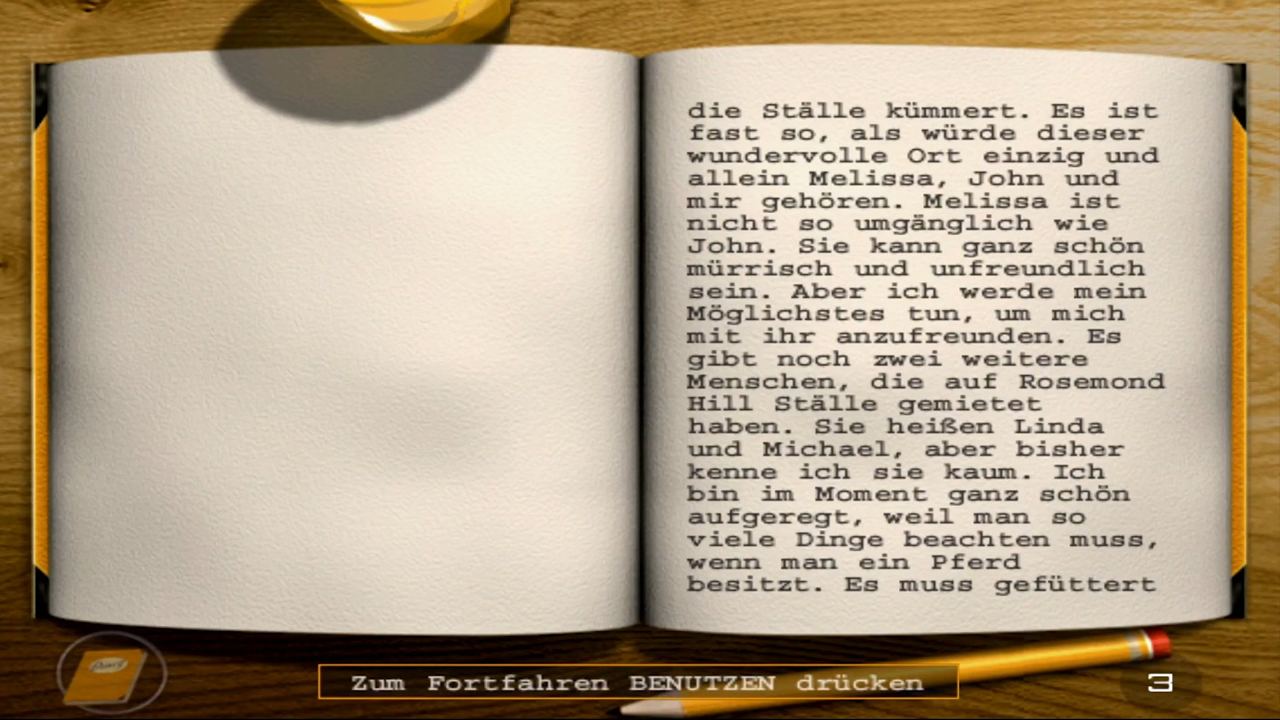 die Ställe kümmert. Es ist
fast so, als würde dieser
wundervolle Ort einzig und
allein Melissa, John und
mir gehören. Melissa ist
nicht so umgänglich wie
John. Sie kann ganz schön
mürrisch und unfreundlich
sein. Aber ich werde mein
Möglichstes tun, um mich
mit ihr anzufreunden. Es
gibt noch zwei weitere
Menschen, die auf Rosemond
Hill Ställe gemietet
haben. Sie heißen Linda
und Michael, aber bisher
kenne ich sie kaum. Ich
bin im Moment ganz schön
aufgeregt, weil man so
viele Dinge beachten muss,
wenn man ein Pferd
besitzt. Es muss gefüttert
Diary
Zum Fortfahren BENUTZEN drücken
3